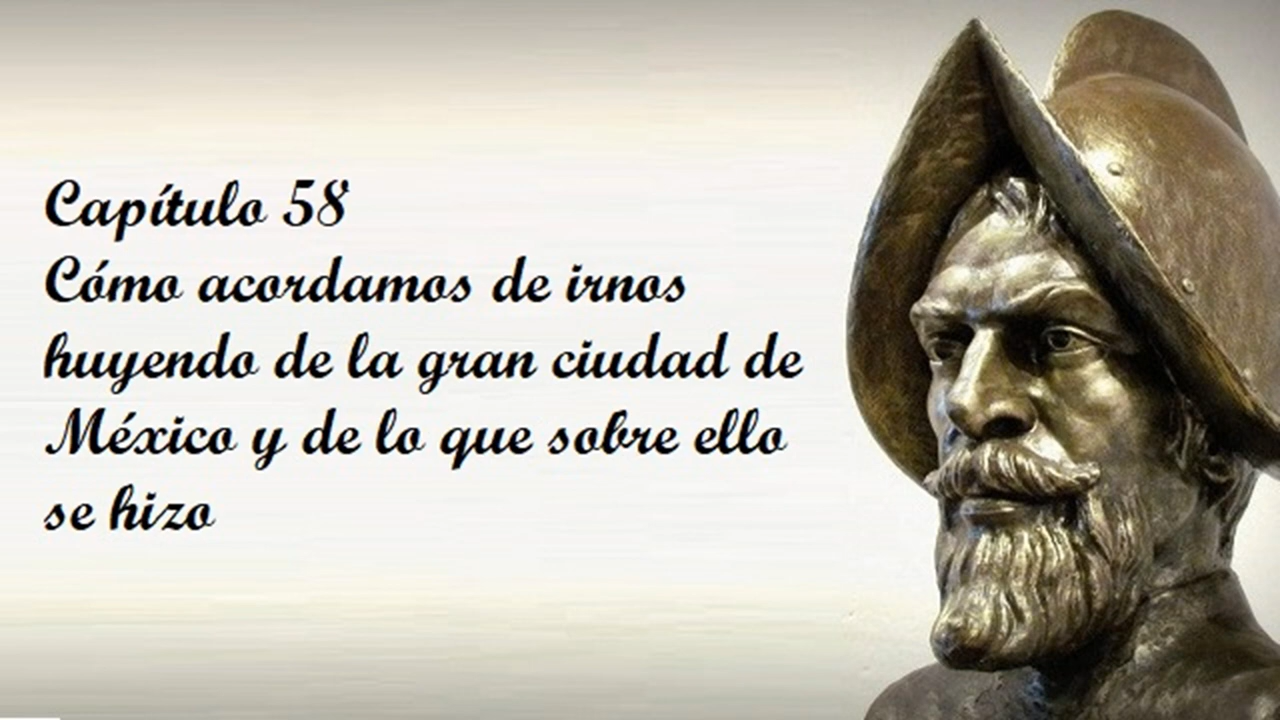 Capítulo 58
Cómo acordamos de irnos
huyendo de la gran ciudad de
México y de lo que sobre ello
se hizo